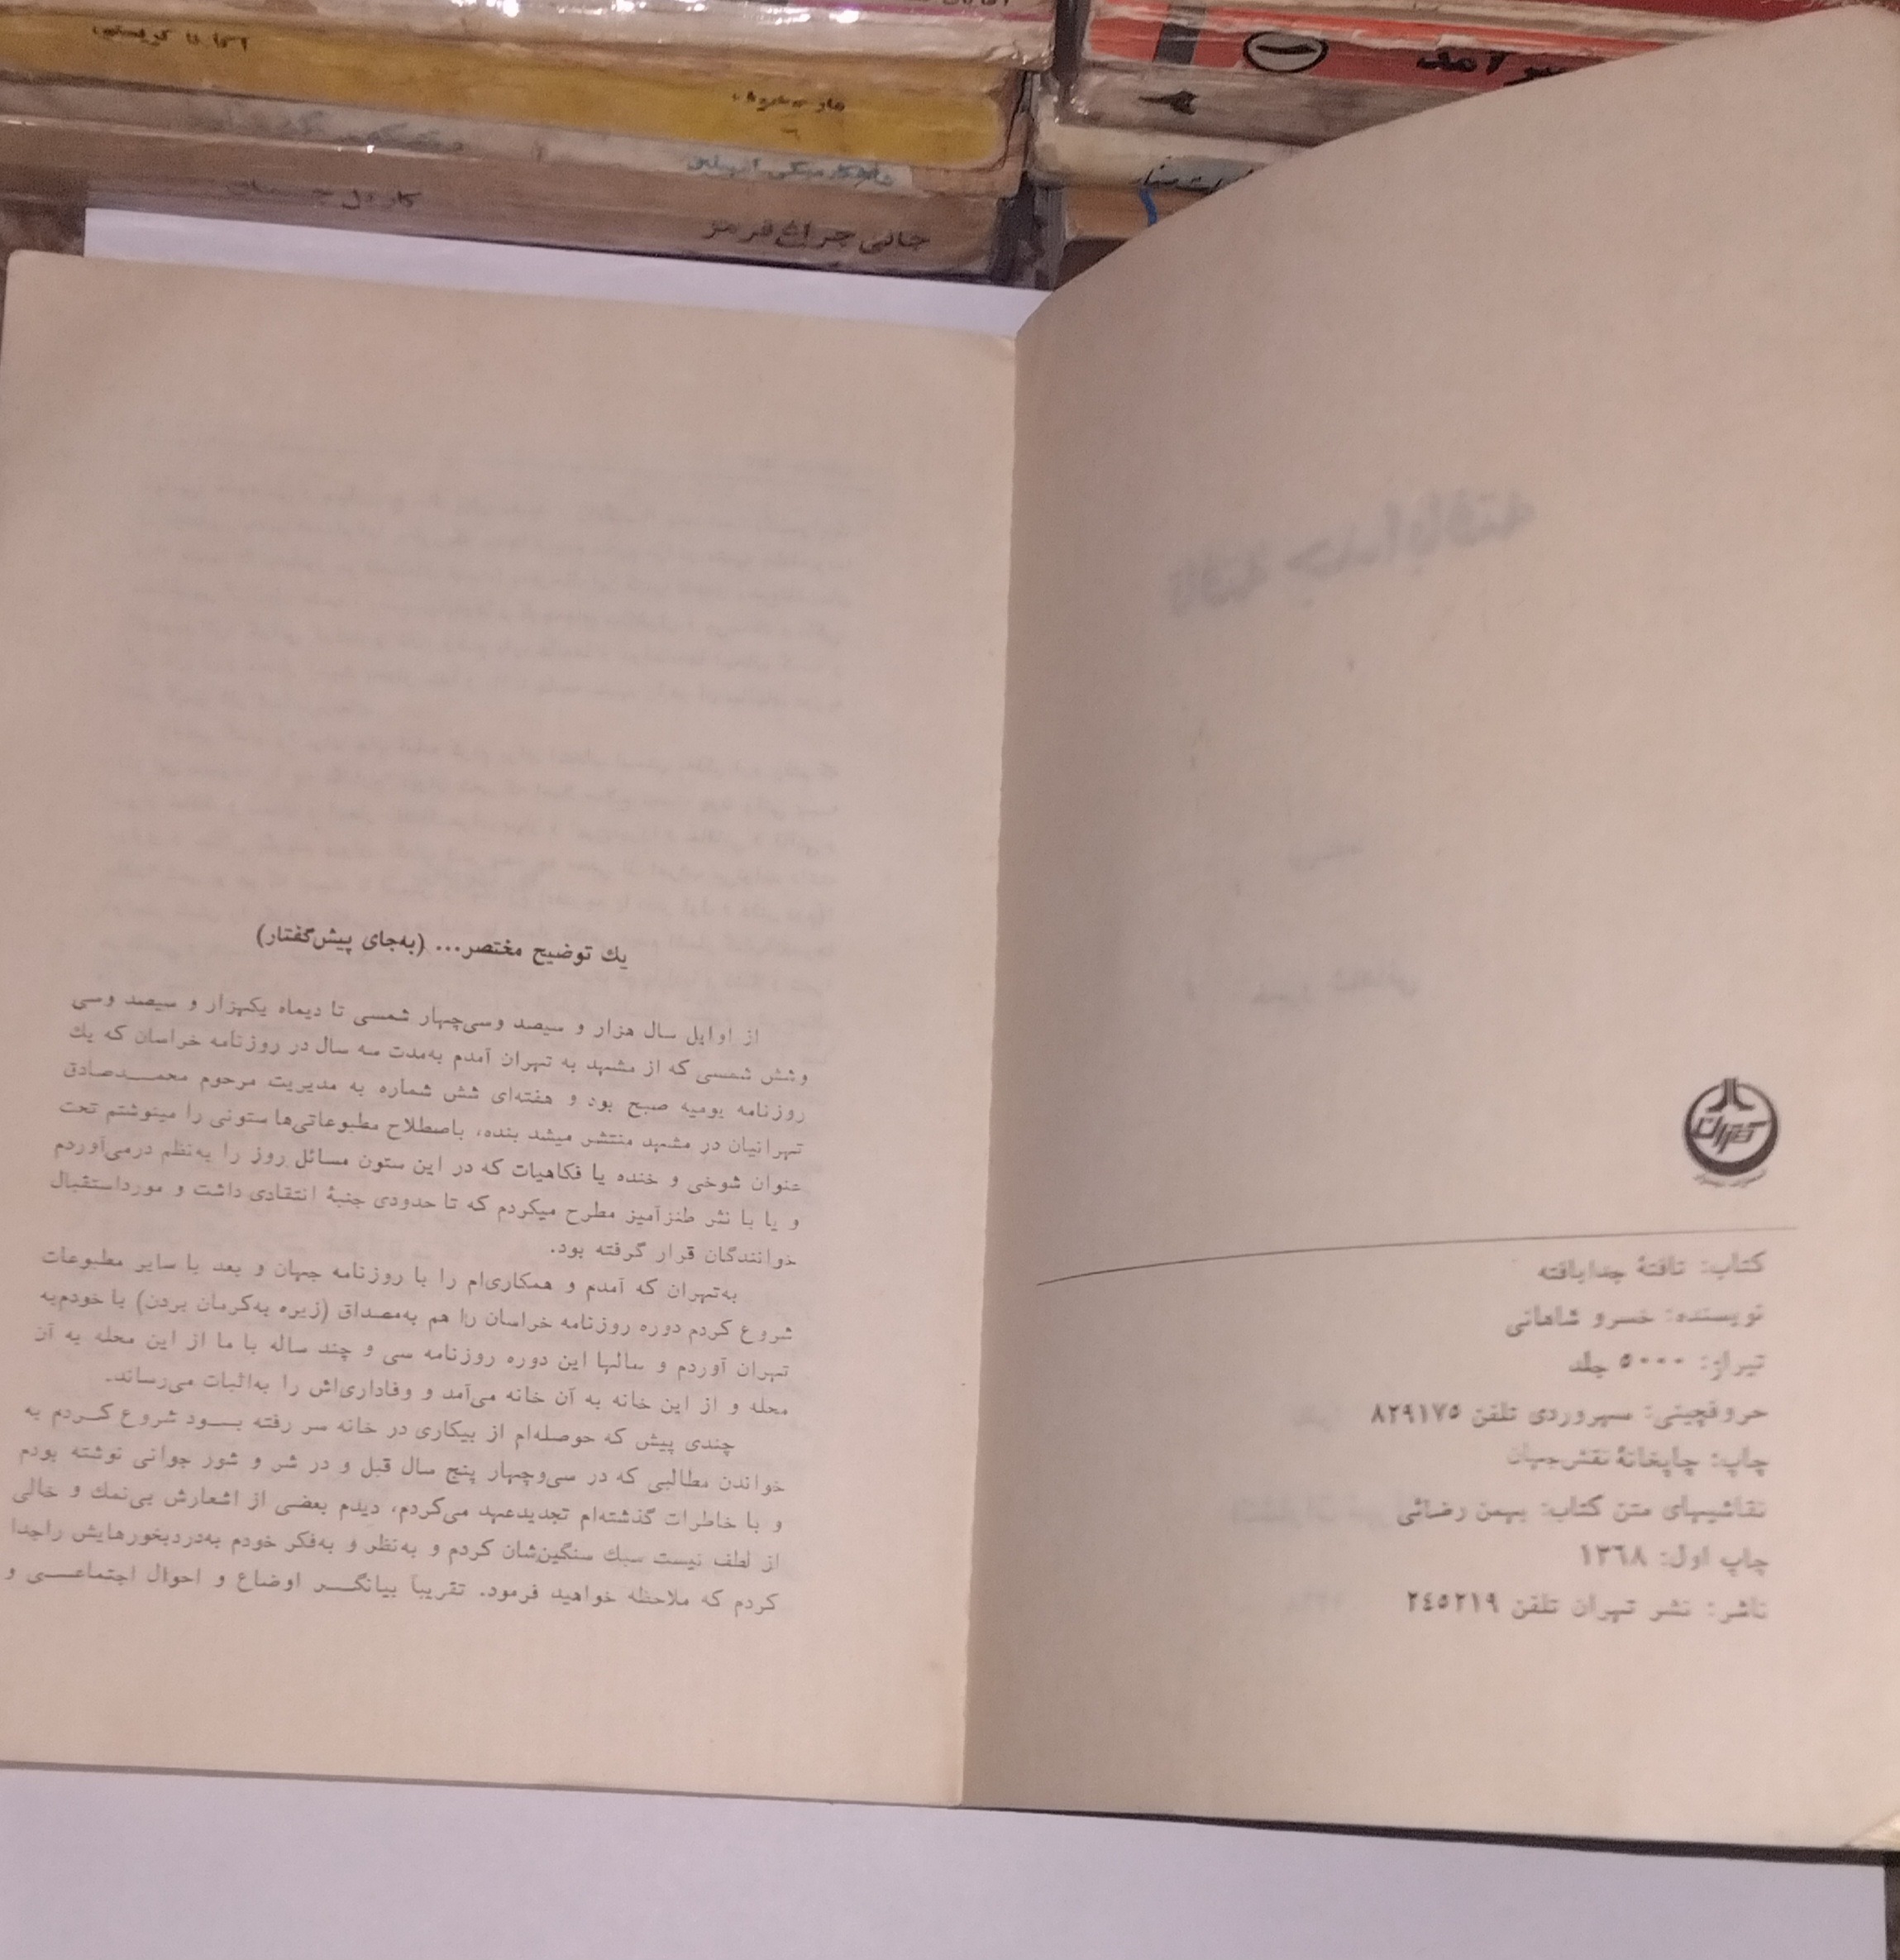 آگاتا کریستی
جانی چراغ قرمز
کتاب: تافتهٔ جدابافته
نویسنده: خسرو شاهانی
تیراژ: ۵۰۰۰ جلد
حروفچینی: سهروردی تلفن ۸۲۹۱۷۵
چاپ: چاپخانهٔ نقش‌جهان
نقاشیهای متن کتاب: بهمن رضائی
چاپ اول: ۱۳۶۸
ناشر: نشر تهران تلفن ۲۴۵۲۱۹
یك توضیح مختصر... (به‌جای پیش‌گفتار)
از اوایل سال هزار و سیصد وسی‌چهار شمسی تا دیماه یکهزار و سیصد وسی
وشش شمسی که از مشهد به تهران آمدم به‌مدت سه سال در روزنامه خراسان که یك
روزنامه یومیه صبح بود و هفته‌ای شش شماره به مدیریت مرحوم محمـــدصادق
تهرانیان در مشهد منتشر میشد بنده، باصطلاح مطبوعاتی‌ها ستونی را مینوشتم تحت
عنوان شوخی و خنده یا فکاهیات که در این ستون مسائل روز را به‌نظم درمی‌آوردم
و یا با نثر طنزآمیز مطرح میکردم که تا حدودی جنبهٔ انتقادی داشت و مورداستقبال
خوانندگان قرار گرفته بود.
به‌تهران که آمدم و همکاری‌ام را با روزنامه جهان و بعد با سایر مطبوعات
شروع کردم دوره روزنامه خراسان را هم به‌مصداق (زیره به‌کرمان بردن) با خودم‌به
تهران آوردم و سالها این دوره روزنامه سی و چند ساله با ما از این محله به آن
محله و از این خانه به آن خانه می‌آمد و وفاداری‌اش را به‌اثبات می‌رساند.
چندی پیش که حوصله‌ام از بیکاری در خانه سر رفته بـــود شروع کـــردم به
خواندن مطالبی که در سی‌وچهار پنج سال قبل و در شر و شور جوانی نوشته بودم
و با خاطرات گذشته‌ام تجدیدعهد می‌کردم، دیدم بعضی از اشعارش بی‌نمك و خالی
از لطف نیست سبك سنگین‌شان کردم و به‌نظر و به‌فکر خودم به‌دردبخورهایش راجدا
کردم که ملاحظه خواهید فرمود. تقریباً بیانگـــر اوضاع و احوال اجتماعـــی و